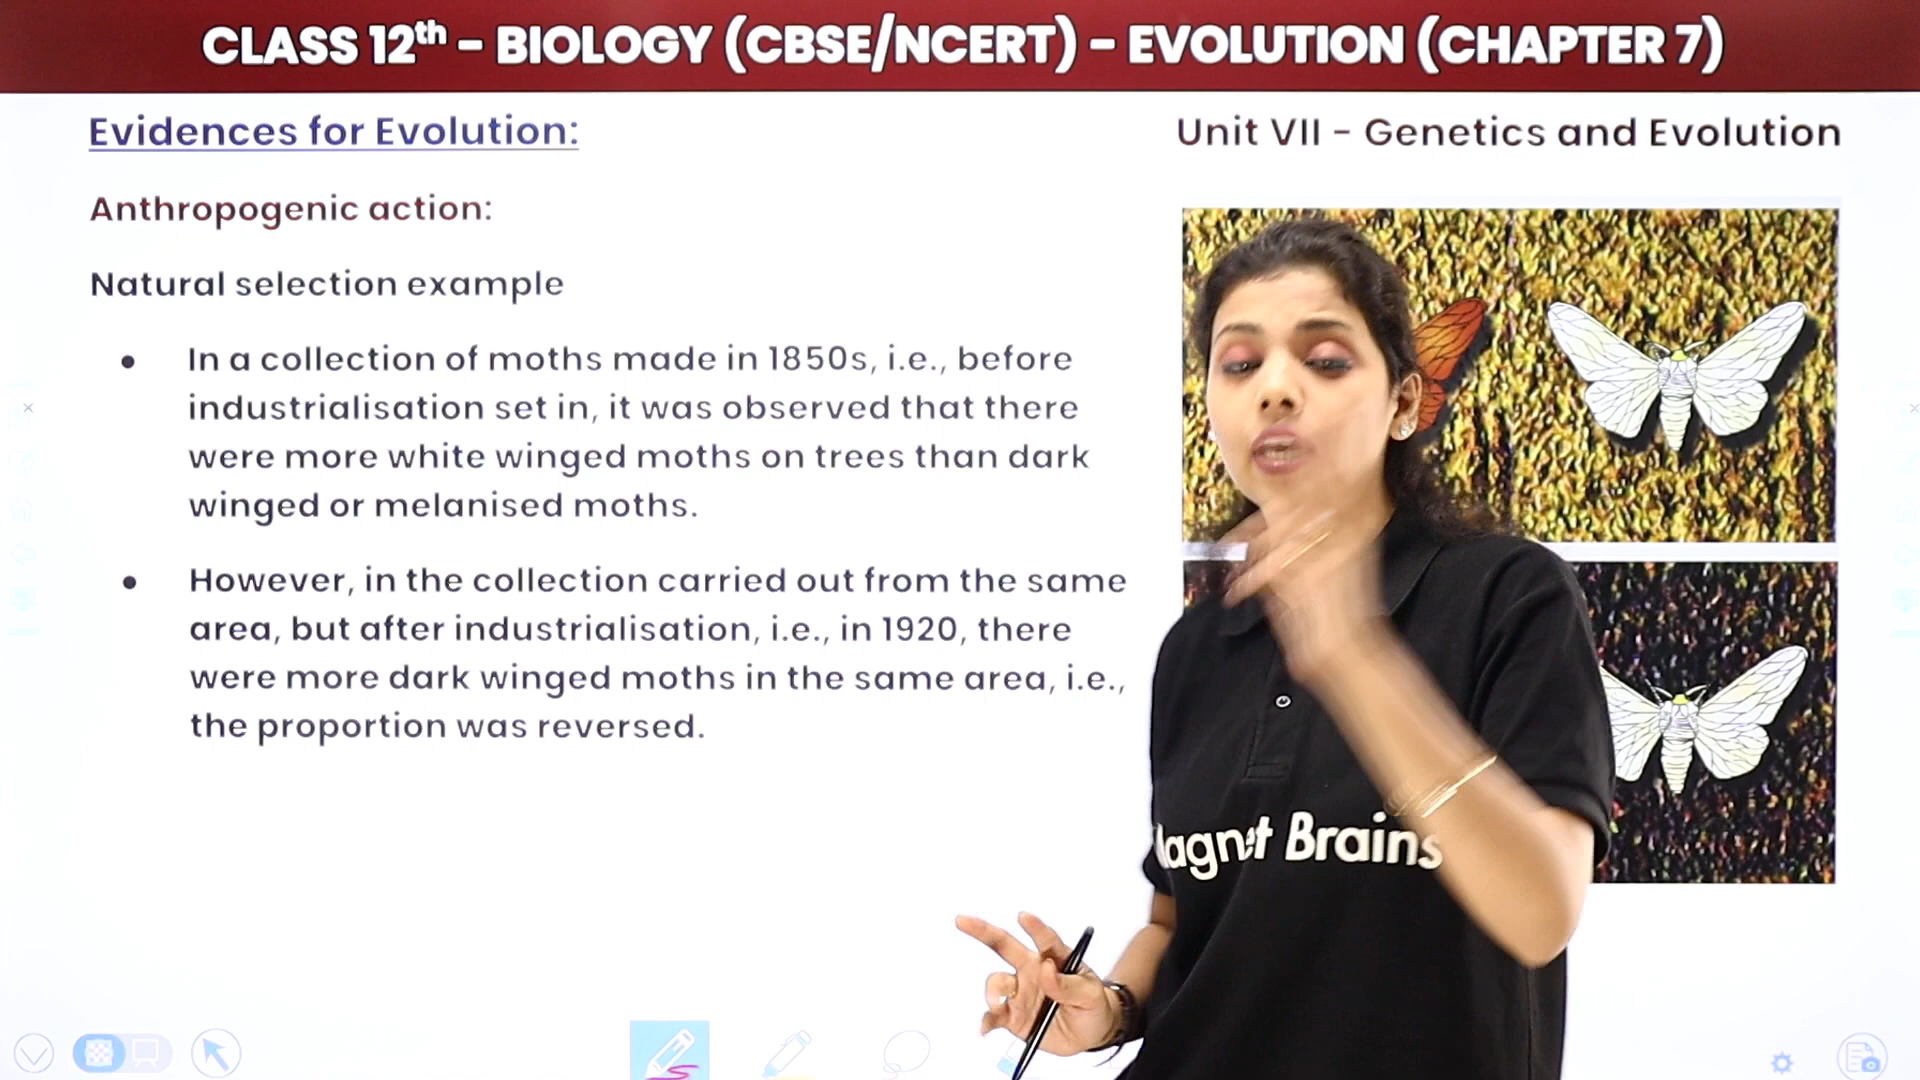 CLASS 12th - BIOLOGY (CBSE/NCERT) - EVOLUTION (CHAPTER 7)
Evidences for Evolution:
Unit VII - Genetics and Evolution
Anthropogenic action:
Natural selection example
• In a collection of moths made in 1850s, i.e., before
industrialisation set in, it was observed that there
were more white winged moths on trees than dark
winged or melanised moths.
• However, in the collection carried out from the same
area, but after industrialisation, i.e., in 1920, there
were more dark winged moths in the same area, i.e.,
the proportion was reversed.
Brains